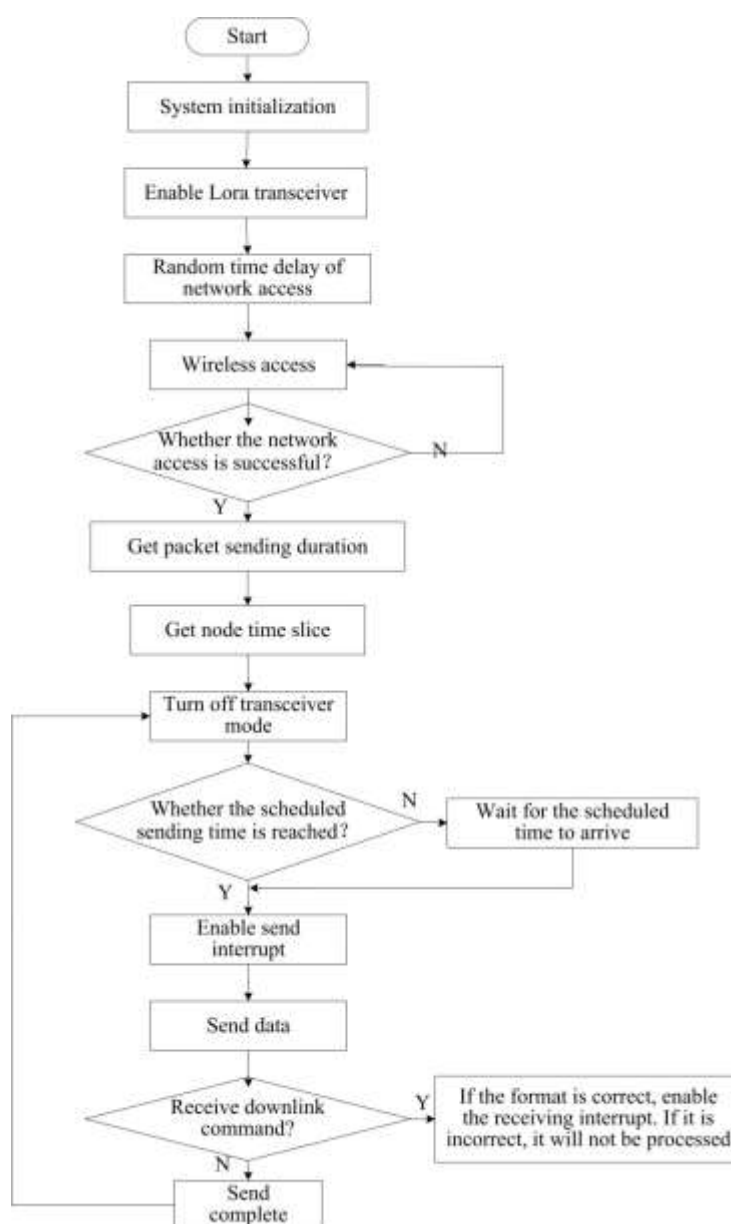 Start
System initialization
Enable Lora transceiver
Random time delay of
network access
Wireless access
Whether the network
access is successful?
N
Y
Get packet sending duration
Get node time slice
Turn off transceiver
mode
Whether the scheduled
sending time is reached?
N
Wait for the scheduled
time to arrive
Y
Enable send
interrupt
Send data
Receive downlink
command?
Y
If the format is correct, enable
the receiving interrupt. If it is
incorrect, it will not be processed
N
Send
complete